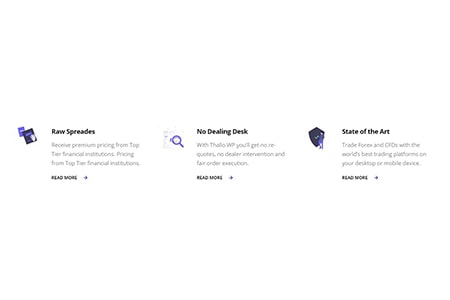 Raw Spreades
Receive premium pricing from Top
Tier financial institutions. Pricing
from Top Tier financial institutions.
READ MORE
No Dealing Desk
With Thallo WP you'll get no re-
quotes, no dealer intervention and
fair order execution.
READ MORE
State of the Art
Trade Forex and CFDs with the
world's best trading platforms on
your desktop or mobile device.
READ MORE